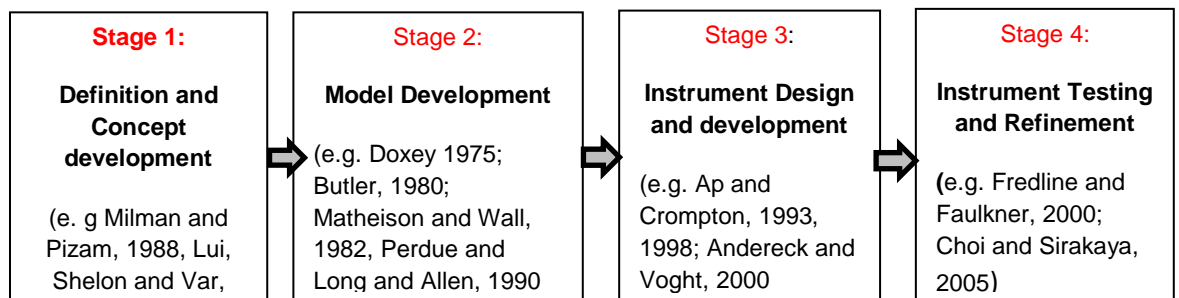 Stage 1:
Definition and
Concept
development
(e. g Milman and
Pizam, 1988, Lui,
Shelon and Var,
Stage 2:
Model Development
(e.g. Doxey 1975;
Butler, 1980;
Matheison and Wall,
1982, Perdue and
Long and Allen, 1990
Stage 3:
Instrument Design
and development
(e.g. Ap and
Crompton, 1993,
1998; Andereck and
Voght, 2000
Stage 4:
Instrument Testing
and Refinement
(e.g. Fredline and
Faulkner, 2000;
Choi and Sirakaya,
2005)